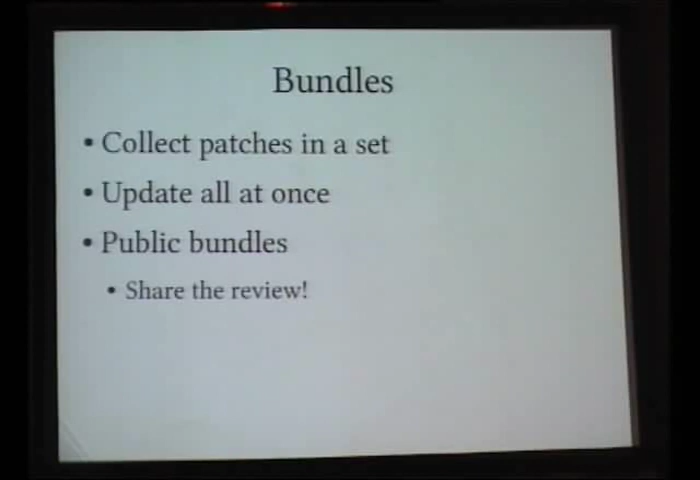 Bundles
• Collect patches in a set
• Update all at once
• Public bundles
• Share the review!